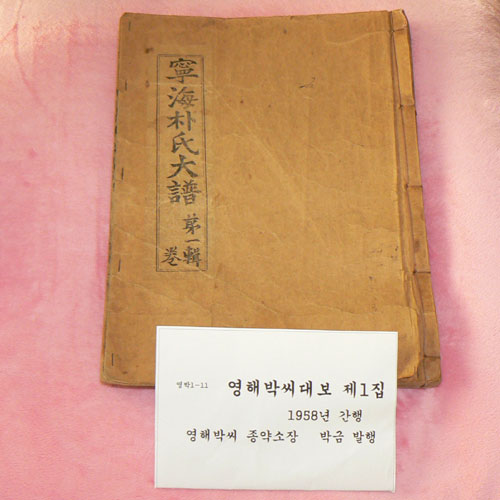 寧海朴氏大譜
第一輯
卷
영박1-11
영해박씨대보 제1집
1958년 간행
영해박씨 종약소장 박금 발행